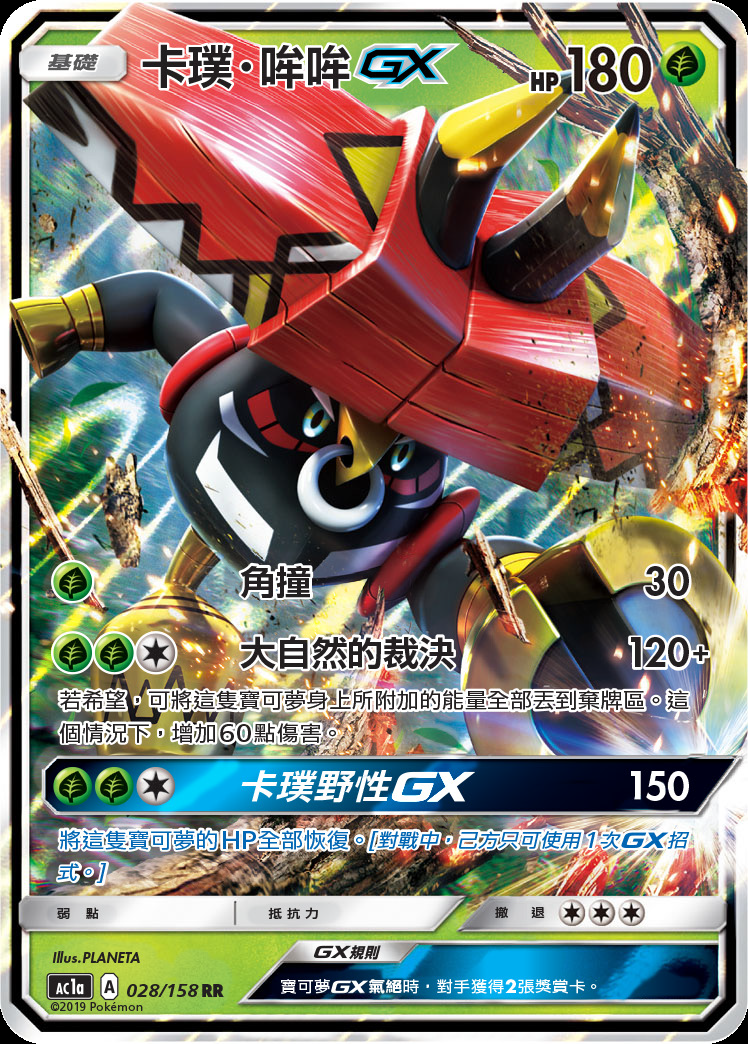 基礎 卡璞·哞哞GX HP180
角撞 30
大自然的裁決 120+
若希望，可將這隻寶可夢身上所附加的能量全部丟到棄牌區。這
個情況下，增加60點傷害。
卡璞野性GX 150
將這隻寶可夢的HP全部恢復。[對戰中，己方只可使用1次GX招
式。]
弱點 抵抗力 撤退
Illus.PLANETA
GX規則
AC1a A 028/158 RR
寶可夢GX氣絕時，對手獲得2張獎賞卡。
©2019 Pokémon